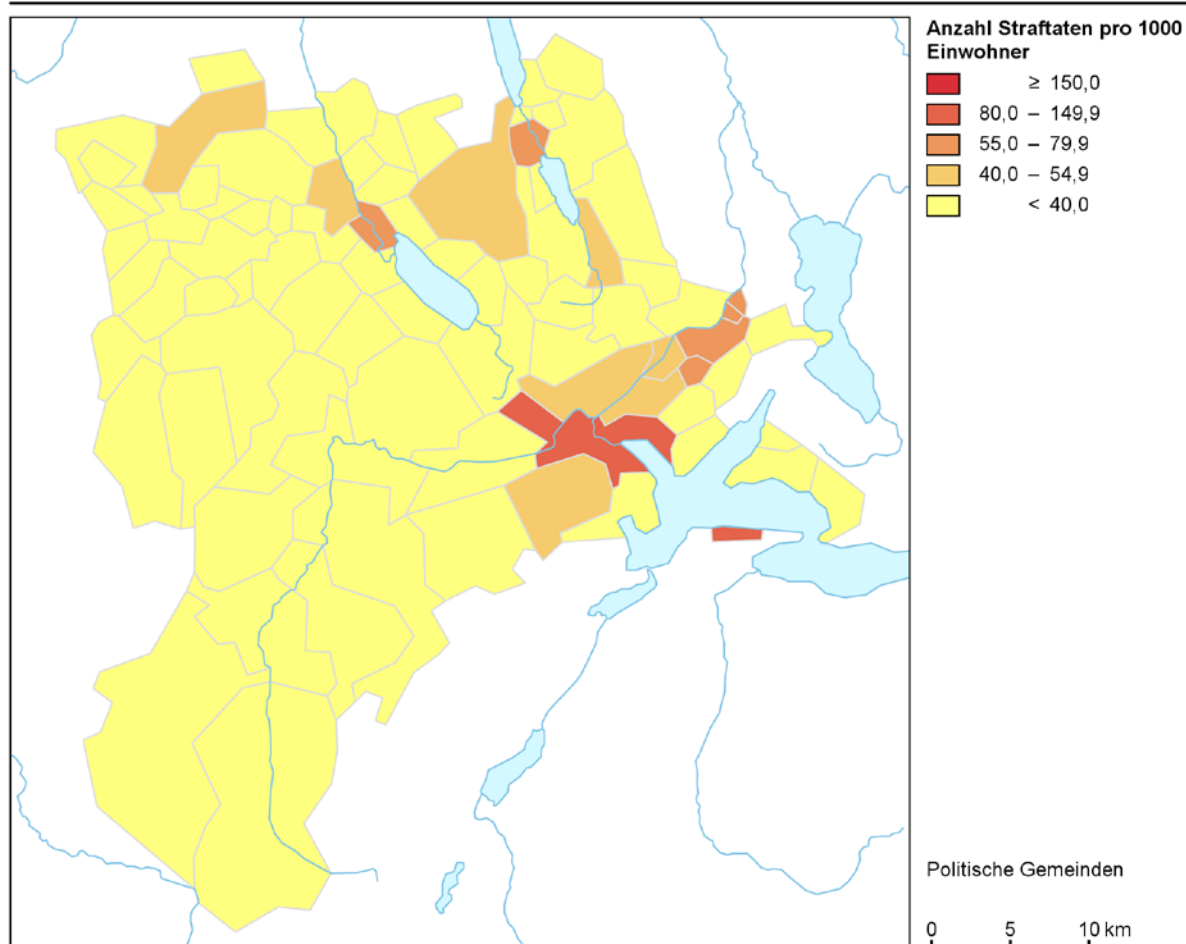 Anzahl Straftaten pro 1000
Einwohner
≥ 150,0
80,0 – 149,9
55,0 – 79,9
40,0 – 54,9
< 40,0
Politische Gemeinden
0 5 10 km